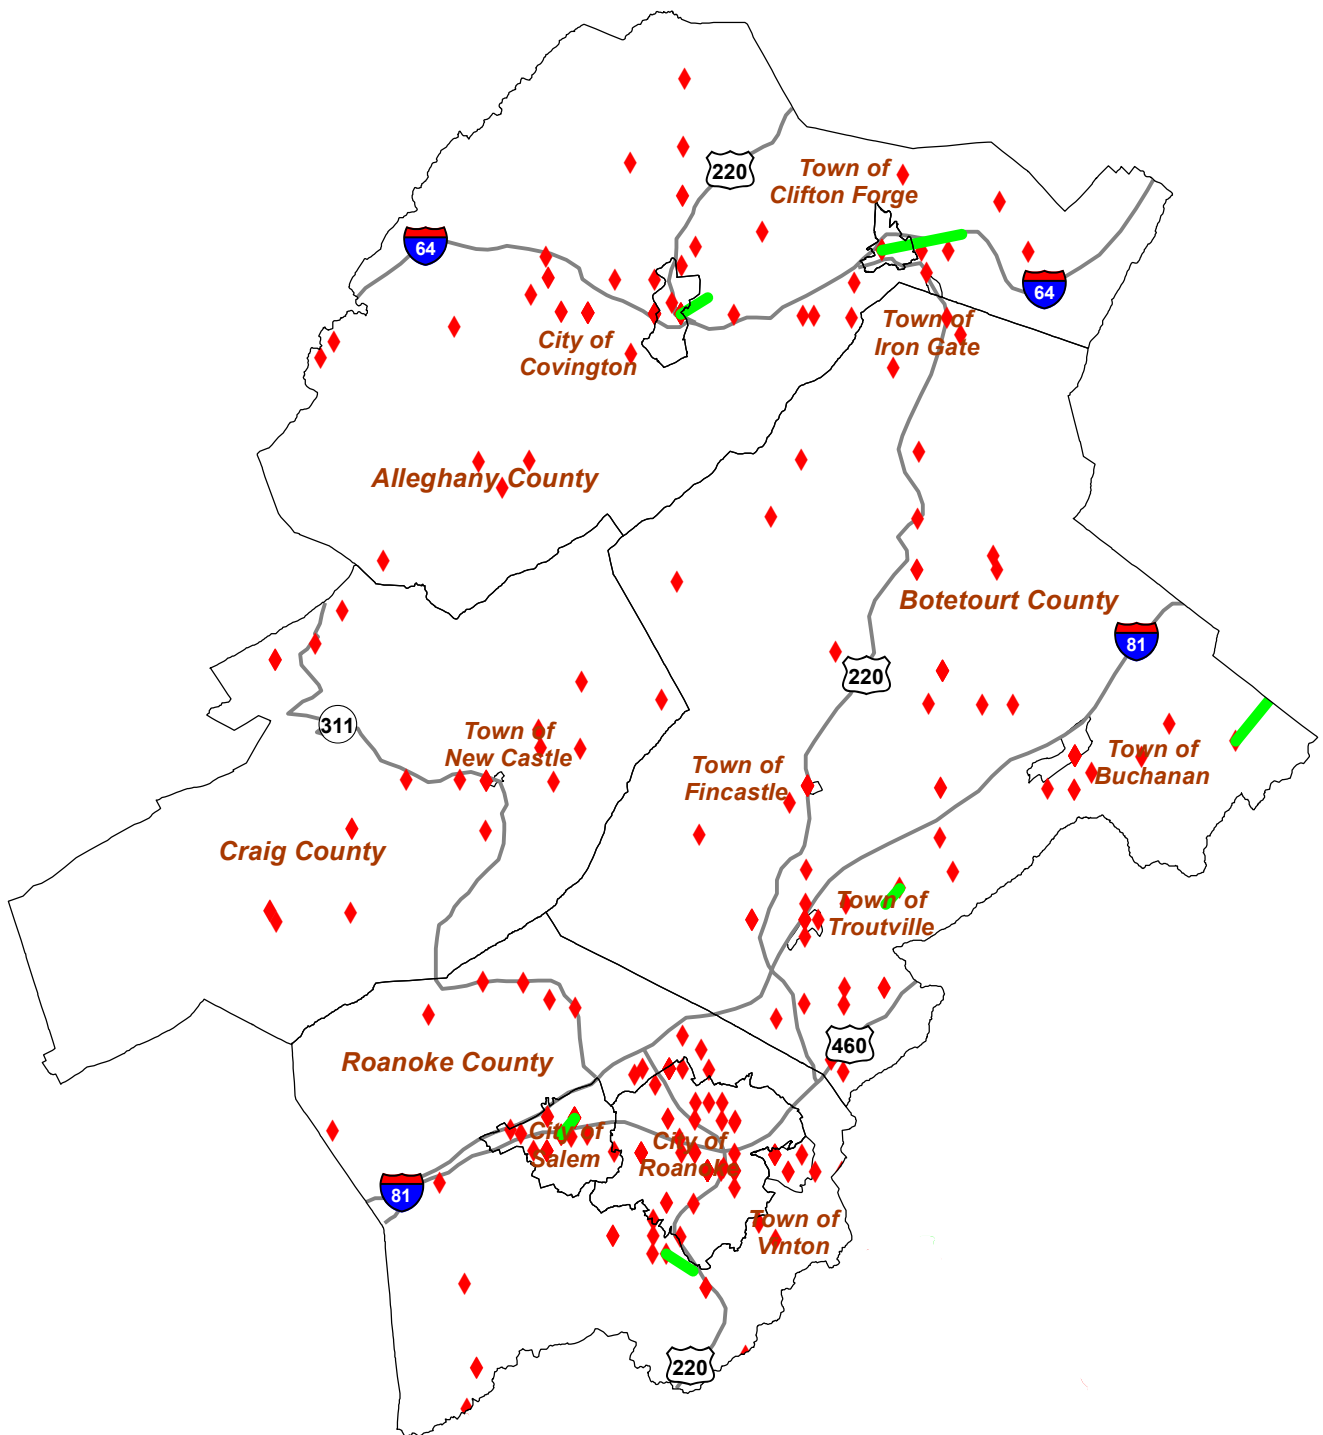 220
Town of
Clifton Forge
64
64
Town of
Iron Gate
City of
Covington
Alleghany County
Botetourt County
81
220
311
Town of
New Castle
Town of
Fincastle
Town of
Buchanan
Craig County
Town of
Troutville
460
Roanoke County
City of
Salem
City of
Roanoke
81
Town of
Vinton
220